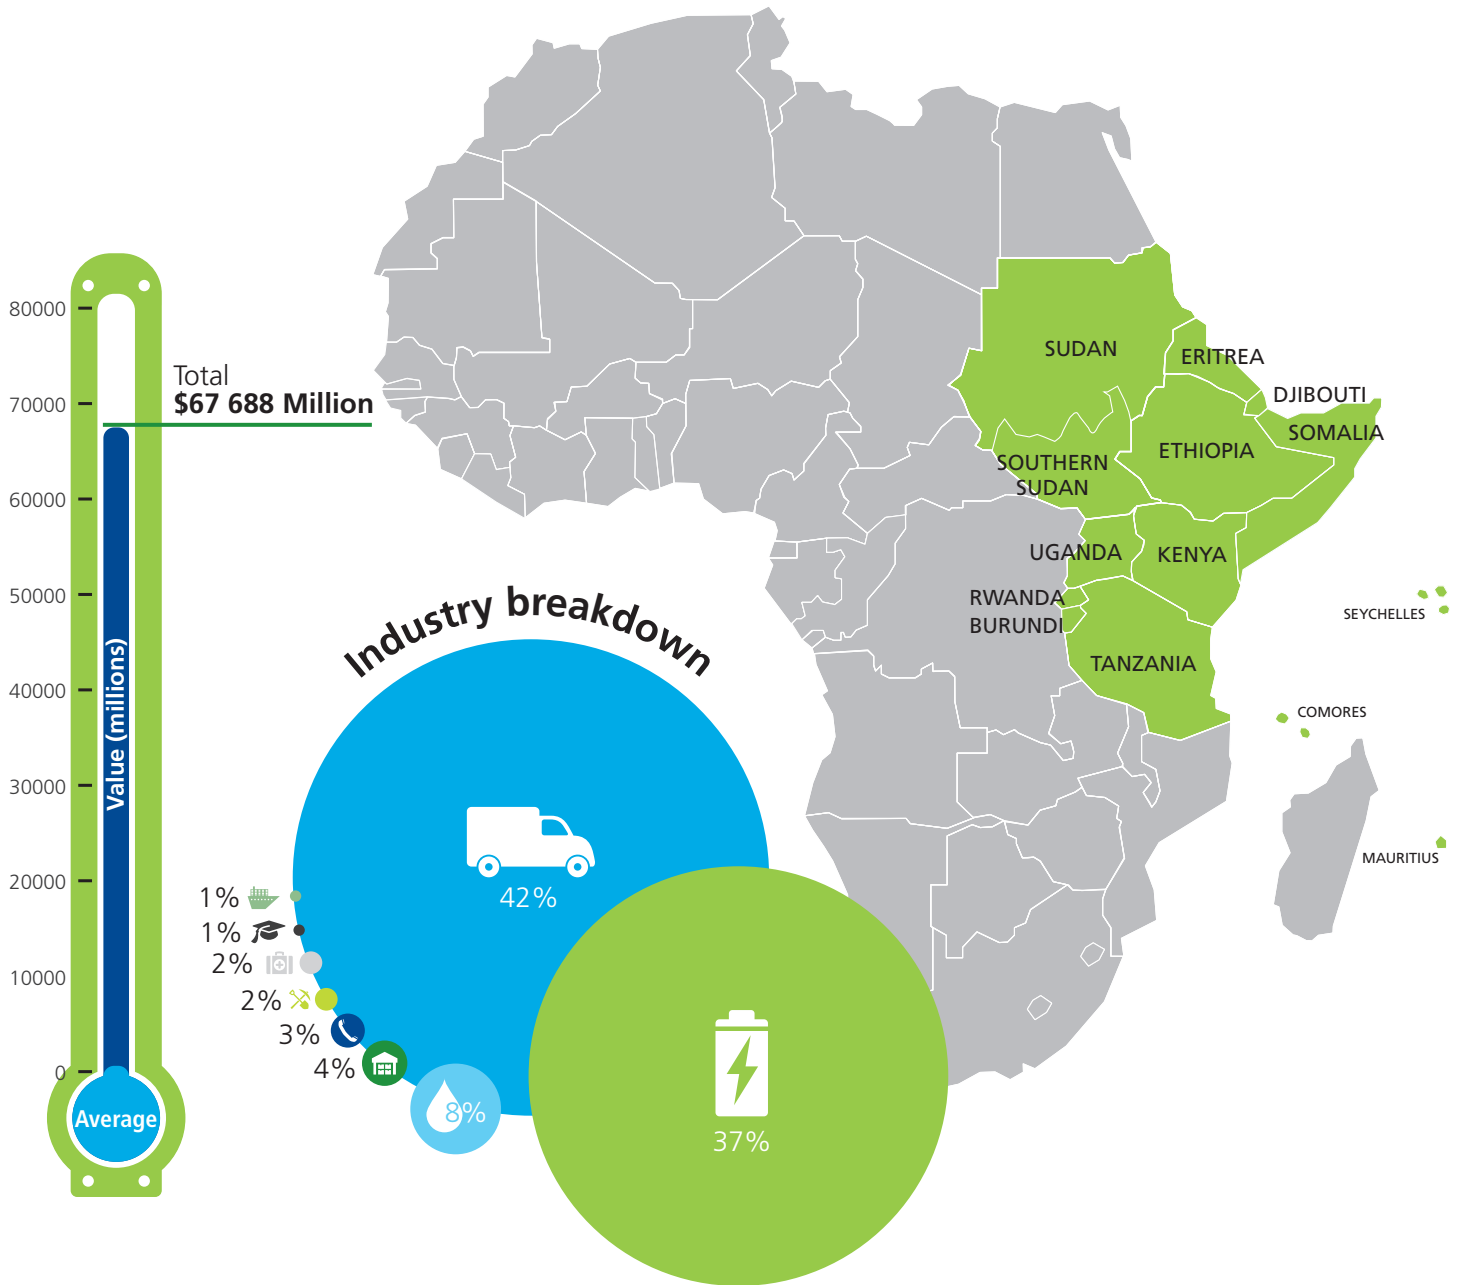 80000
70000
60000
50000
40000
30000
20000
10000
0
Value (millions)
Average
Total
$67 688 Million
Industry breakdown
42%
37%
8%
4%
3%
2%
2%
1%
1%
SUDAN
ERITREA
DJIBOUTI
SOMALIA
ETHIOPIA
SOUTHERN
SUDAN
UGANDA
KENYA
RWANDA
BURUNDI
TANZANIA
SEYCHELLES
COMORES
MAURITIUS